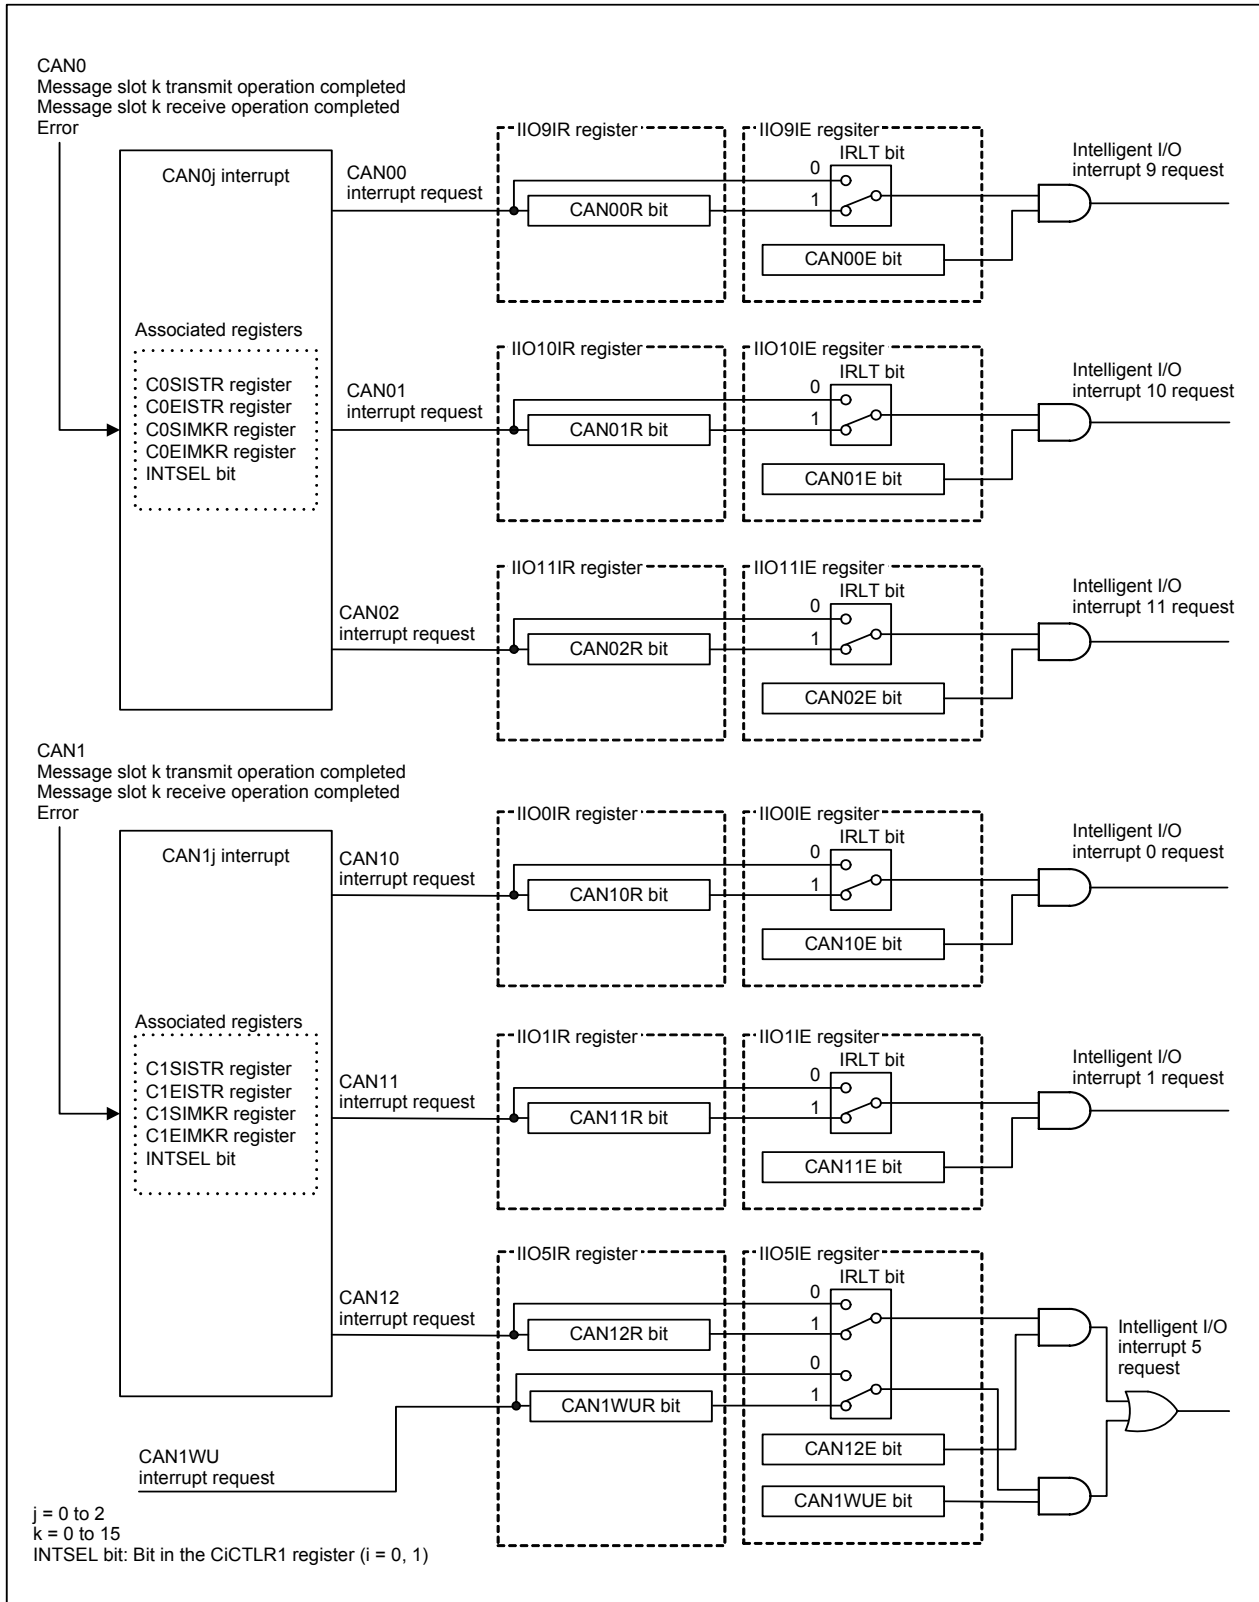 CAN0
Message slot k transmit operation completed
Message slot k receive operation completed
Error
CAN0j interrupt
Associated registers
C0SISTR register
C0EISTR register
C0SIMKR register
C0EIMKR register
INTSEL bit
CAN00
interrupt request
IIO9IR register
CAN00R bit
IIO9IE regsiter
IRLT bit
0
1
CAN00E bit
Intelligent I/O
interrupt 9 request
CAN01
interrupt request
IIO10IR register
CAN01R bit
IIO10IE regsiter
IRLT bit
0
1
CAN01E bit
Intelligent I/O
interrupt 10 request
CAN02
interrupt request
IIO11IR register
CAN02R bit
IIO11IE regsiter
IRLT bit
0
1
CAN02E bit
Intelligent I/O
interrupt 11 request
CAN1
Message slot k transmit operation completed
Message slot k receive operation completed
Error
CAN1j interrupt
Associated registers
C1SISTR register
C1EISTR register
C1SIMKR register
C1EIMKR register
INTSEL bit
CAN10
interrupt request
IIO0IR register
CAN10R bit
IIO0IE regsiter
IRLT bit
0
1
CAN10E bit
Intelligent I/O
interrupt 0 request
CAN11
interrupt request
IIO1IR register
CAN11R bit
IIO1IE regsiter
IRLT bit
0
1
CAN11E bit
Intelligent I/O
interrupt 1 request
CAN12
interrupt request
IIO5IR register
CAN12R bit
CAN1WUR bit
IIO5IE regsiter
IRLT bit
0
1
0
1
CAN12E bit
CAN1WUE bit
Intelligent I/O
interrupt 5
request
CAN1WU
interrupt request
j = 0 to 2
k = 0 to 15
INTSEL bit: Bit in the CiCTLR1 register (i = 0, 1)